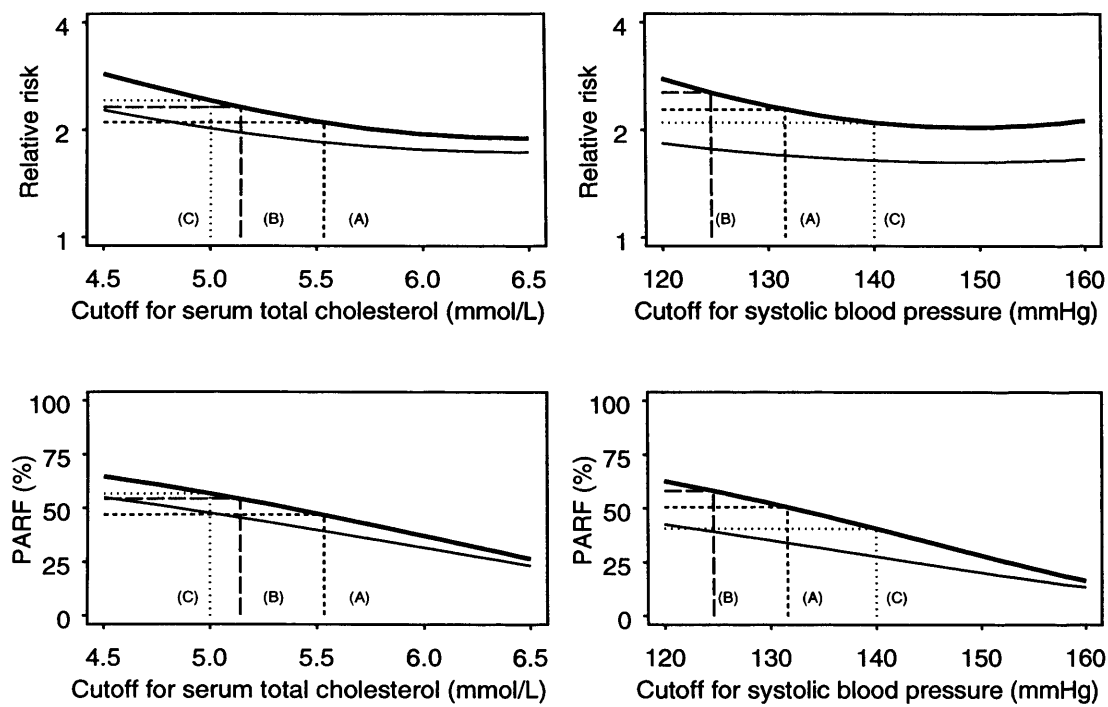 4
2
1
Relative risk
(C)
(B)
(A)
4.5 5.0 5.5 6.0 6.5
Cutoff for serum total cholesterol (mmol/L)
4
2
1
Relative risk
(B)
(A)
(C)
120 130 140 150 160
Cutoff for systolic blood pressure (mmHg)
100
75
50
25
0
PARF (%)
(C)
(B)
(A)
4.5 5.0 5.5 6.0 6.5
Cutoff for serum total cholesterol (mmol/L)
100
75
50
25
0
PARF (%)
(B)
(A)
(C)
120 130 140 150 160
Cutoff for systolic blood pressure (mmHg)